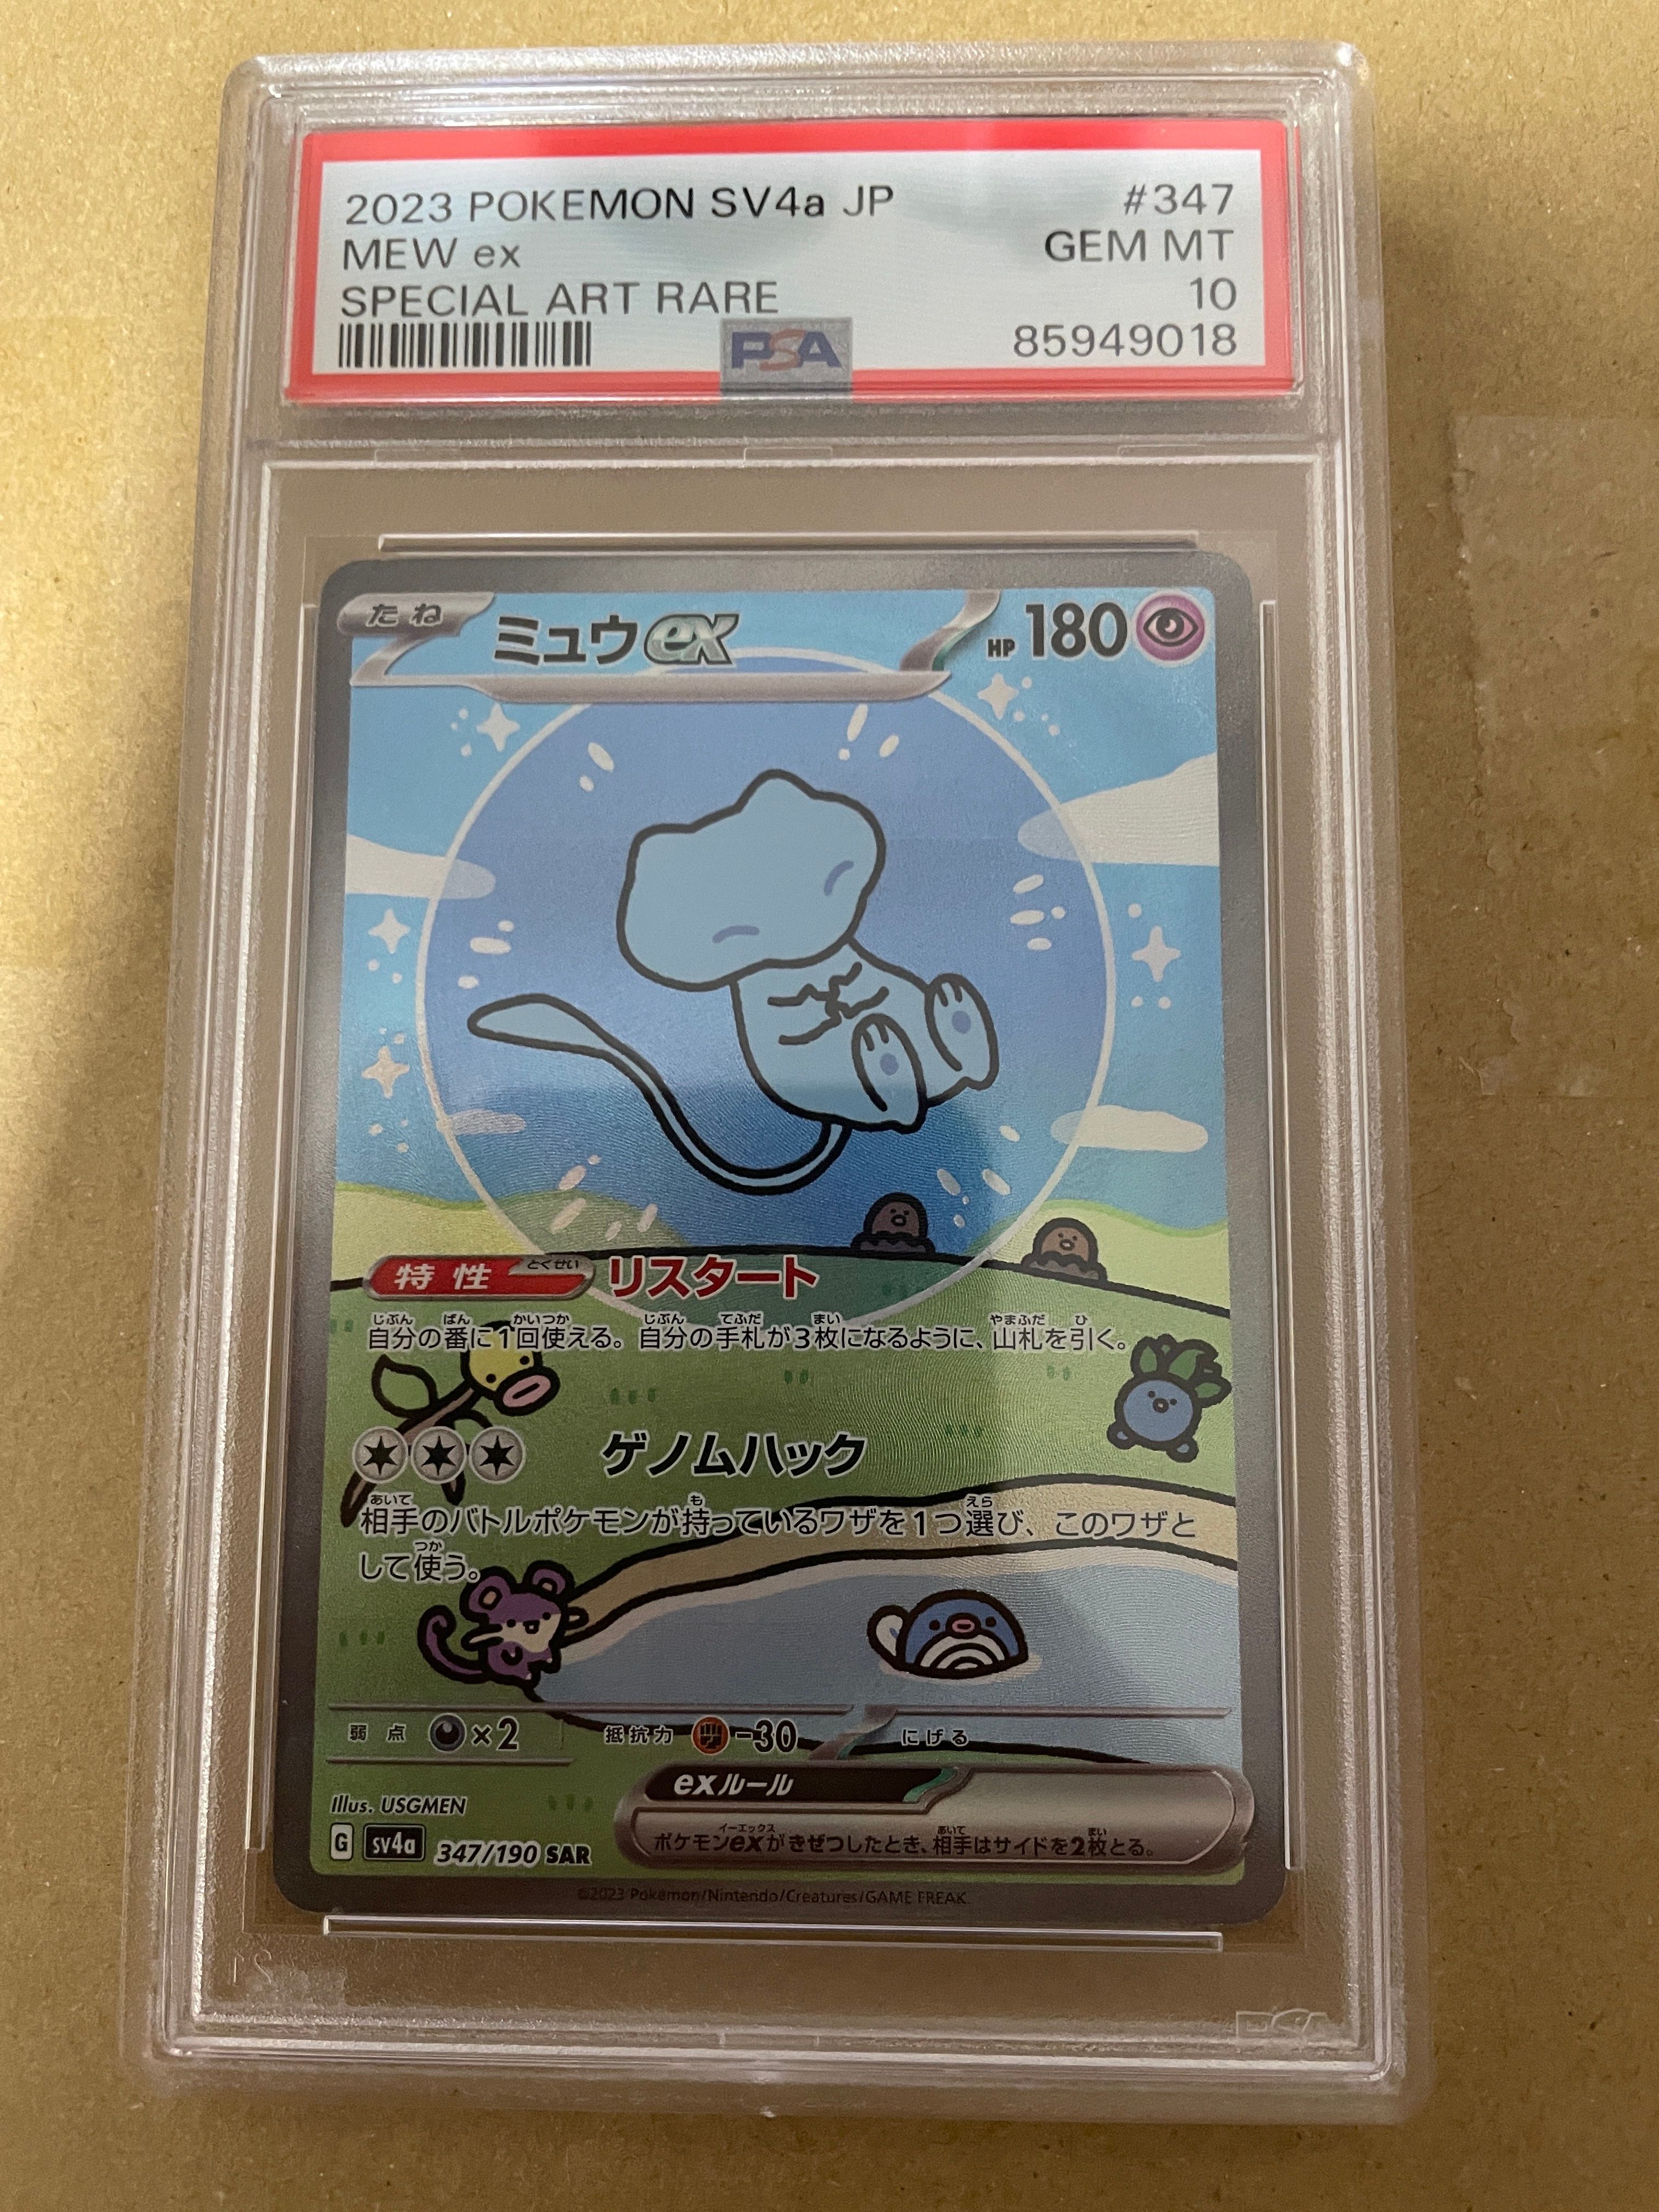 2023 POKEMON SV4a JP #347
MEW ex GEM MT
SPECIAL ART RARE 10
PSA 85949018
たね ミュウex HP 180
特性 とくせい リスタート
じぶん ばん かいつか じぶん てふだ まい やまふだ ひ
自分の番に1回使える。自分の手札が3枚になるように、山札を引く。
ゲノムハック
あいて も えら
相手のバトルポケモンが持っているワザを1つ選び、このワザと
つか
して使う。
弱点 ×2 抵抗力 -30 にげる
exルール
Illus. USGMEN
イーエックス あいて まい
ポケモンexがきぜつしたとき、相手はサイドを2枚とる。
G sv4a 347/190 SAR
©2023 Pokémon/Nintendo/Creatures/GAME FREAK
PSA